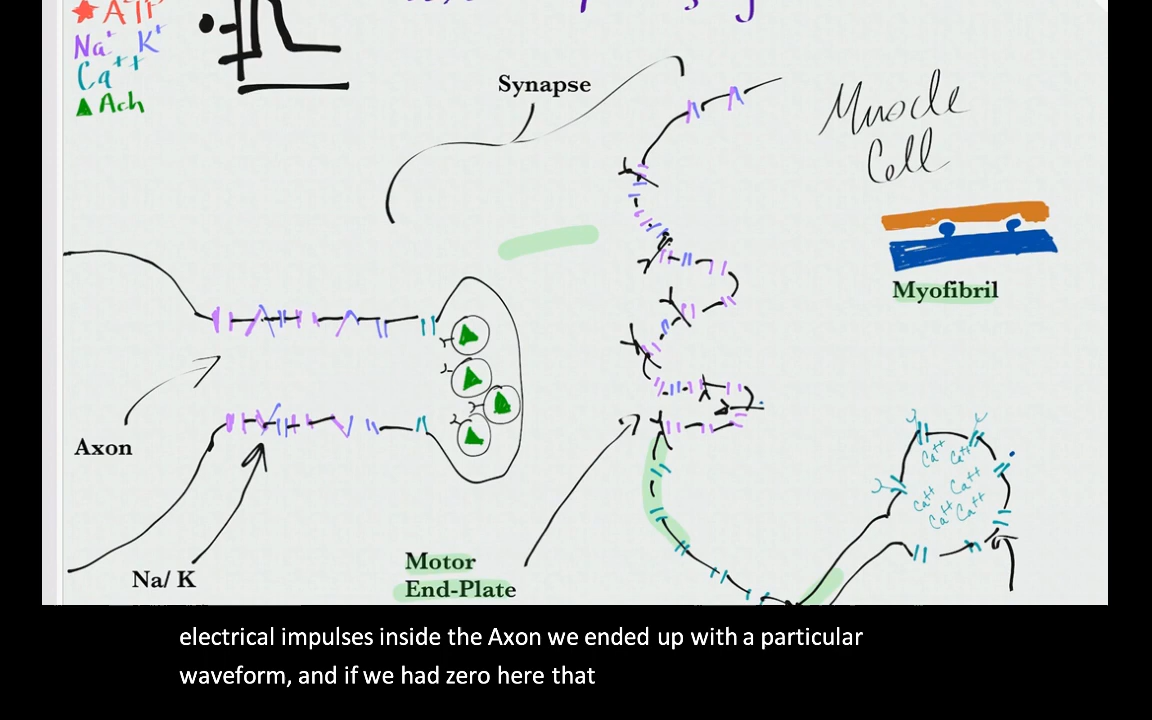 ATP
Na+ K+
Ca++
Ach
Synapse
Muscle
Cell
Myofibril
Axon
Na/ K
Motor
End-Plate
Ca++ Ca++
Ca++ Ca++
Ca++ Ca++
electrical impulses inside the Axon we ended up with a particular
waveform, and if we had zero here that